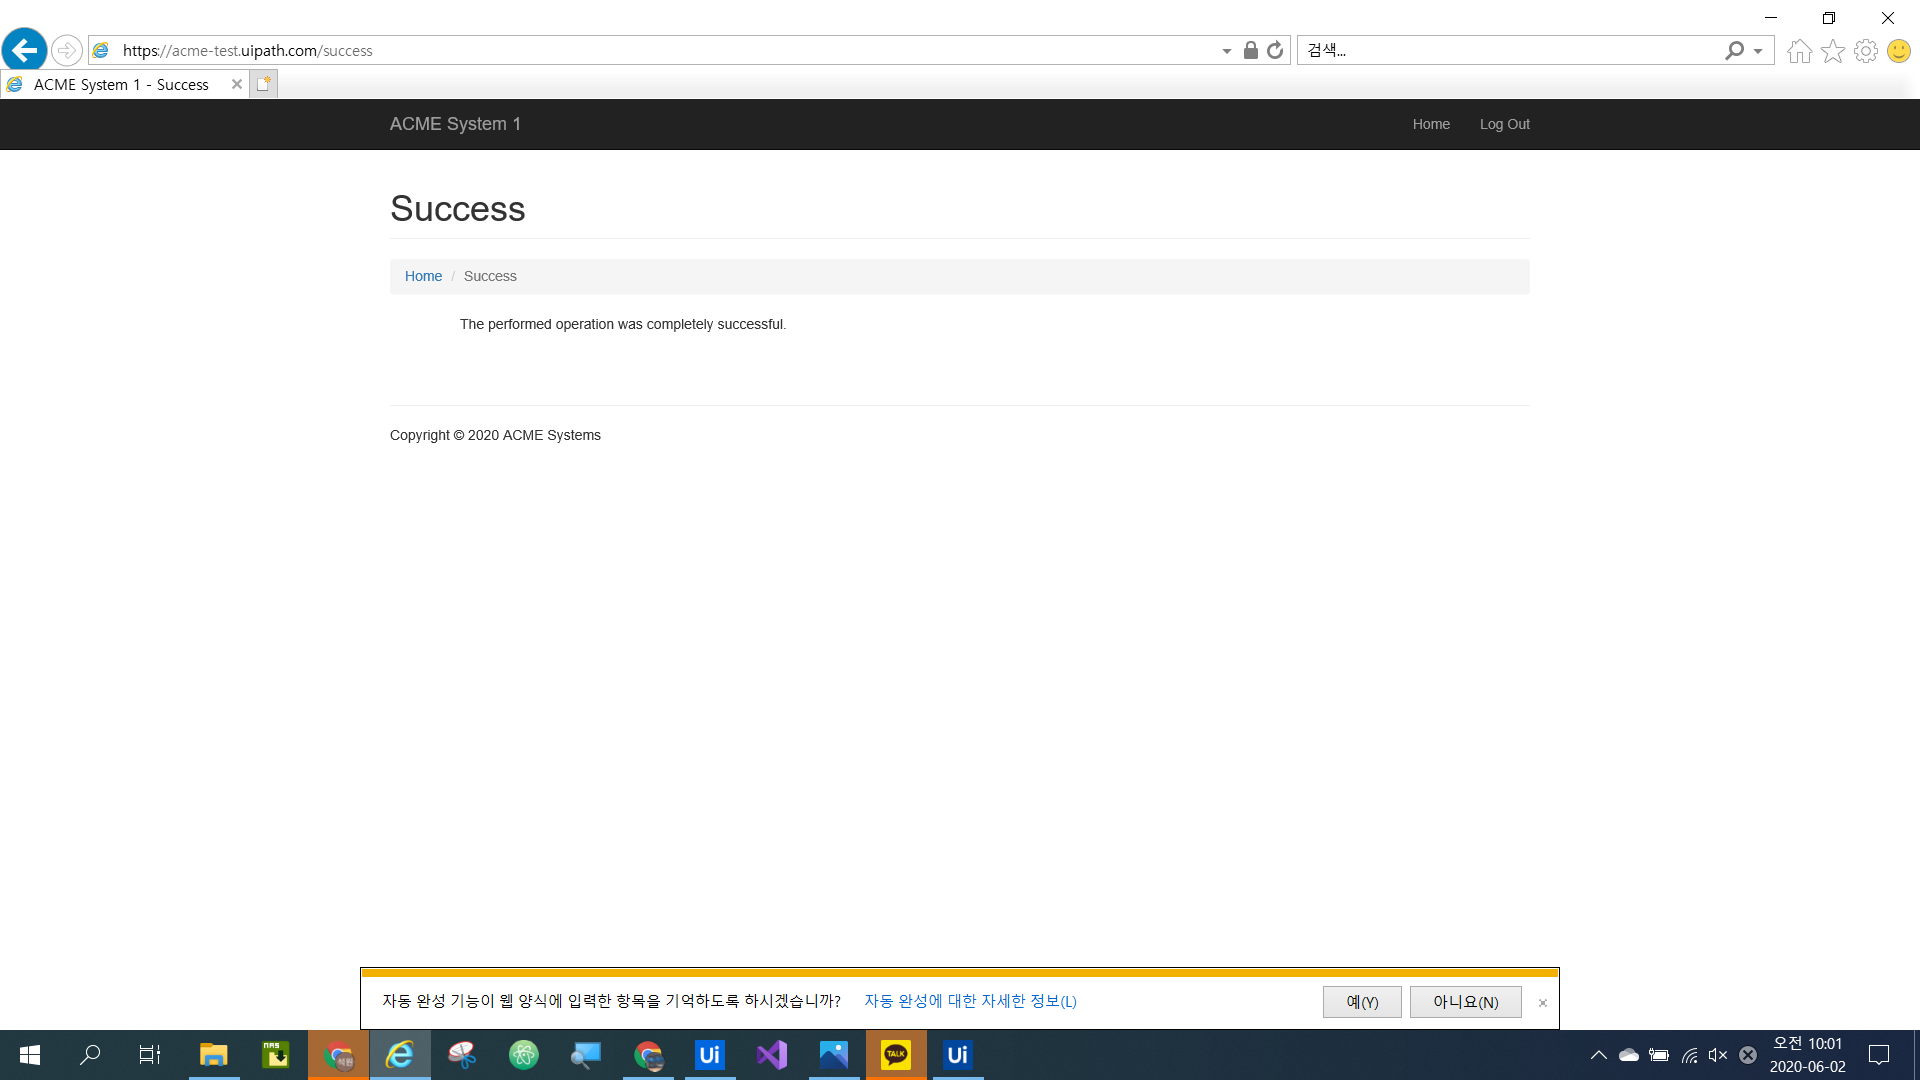 https://acme-test.uipath.com/success
검색...
ACME System 1 - Success
ACME System 1
Home
Log Out
Success
Home / Success
The performed operation was completely successful.
Copyright © 2020 ACME Systems
자동 완성 기능이 웹 양식에 입력한 항목을 기억하도록 하시겠습니까? 자동 완성에 대한 자세한 정보(L)
예(Y)
아니요(N)
NAS
Ui
TALK
Ui
오전 10:01
2020-06-02